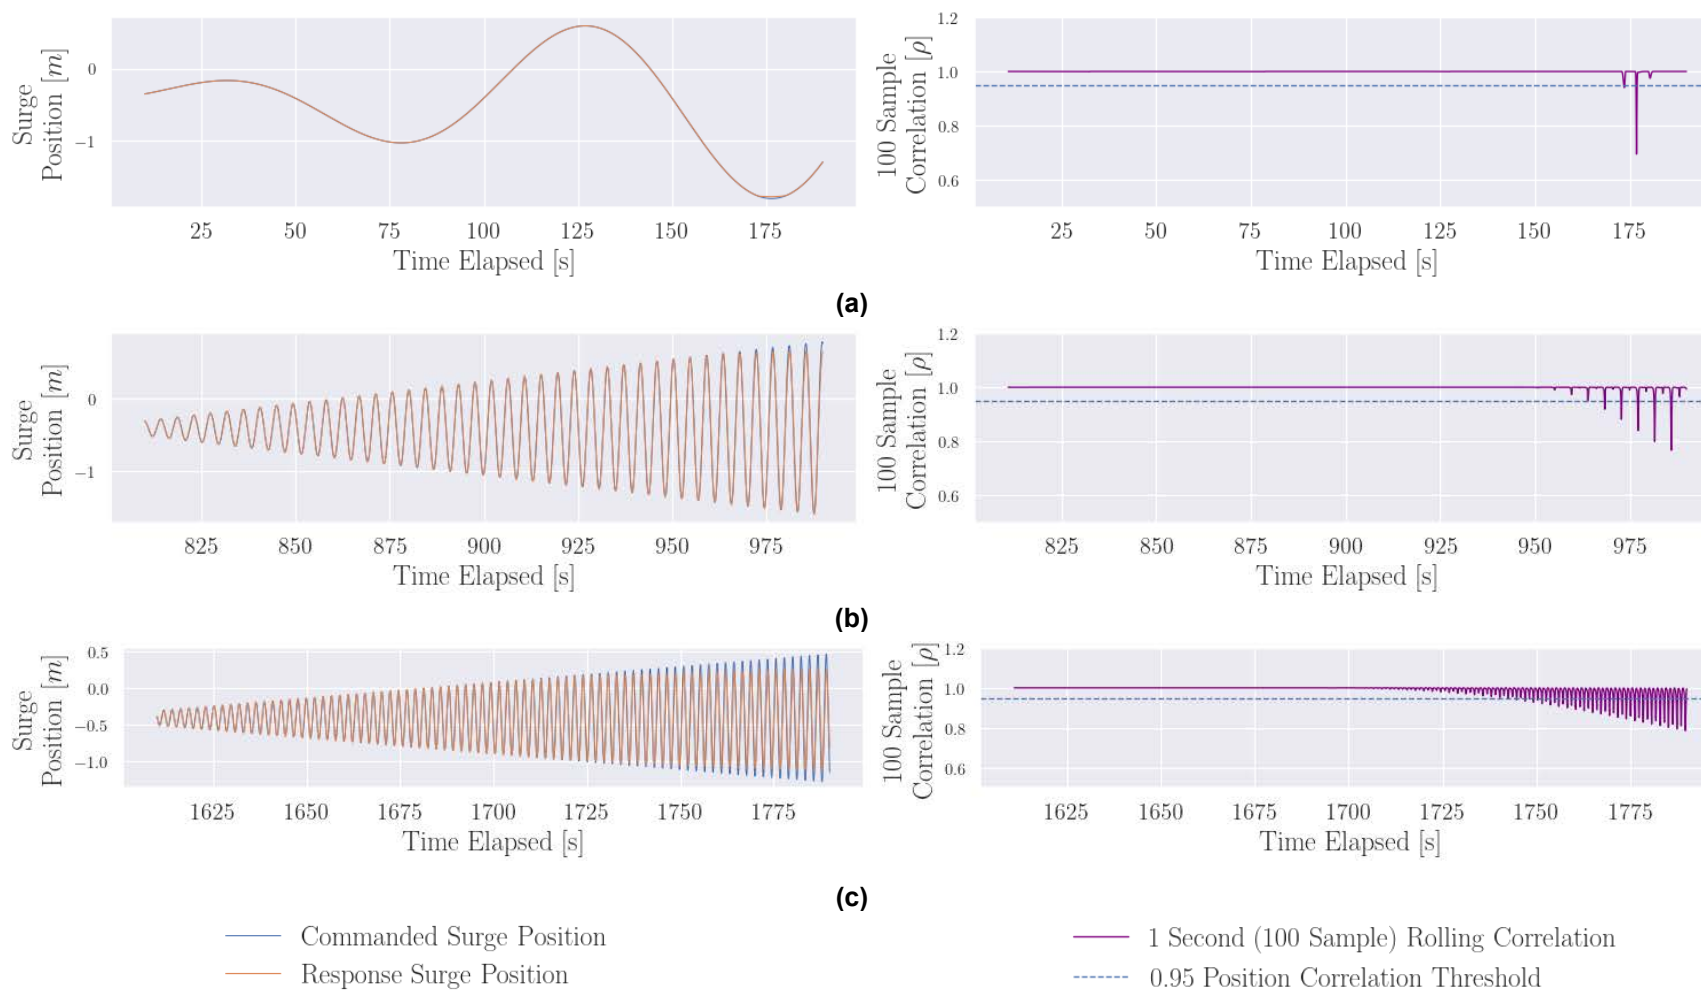 Surge
Position [m]
0
−1
25 50 75 100 125 150 175
Time Elapsed [s]
100 Sample
Correlation [ρ]
1.2
1.0
0.8
0.6
25 50 75 100 125 150 175
Time Elapsed [s]
(a)
Surge
Position [m]
0
−1
825 850 875 900 925 950 975
Time Elapsed [s]
100 Sample
Correlation [ρ]
1.2
1.0
0.8
0.6
825 850 875 900 925 950 975
Time Elapsed [s]
(b)
Surge
Position [m]
0.5
0.0
−0.5
−1.0
1625 1650 1675 1700 1725 1750 1775
Time Elapsed [s]
100 Sample
Correlation [ρ]
1.2
1.0
0.8
0.6
1625 1650 1675 1700 1725 1750 1775
Time Elapsed [s]
(c)
Commanded Surge Position
Response Surge Position
1 Second (100 Sample) Rolling Correlation
0.95 Position Correlation Threshold